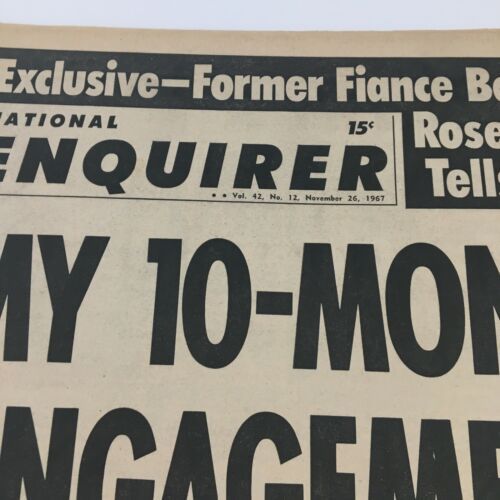 Exclusive—Former Fiance Bo
NATIONAL
ENQUIRER
15¢
•• Vol. 42, No. 12, November 26, 1967
Rose
Tells
MY 10-MON
NGAGEME